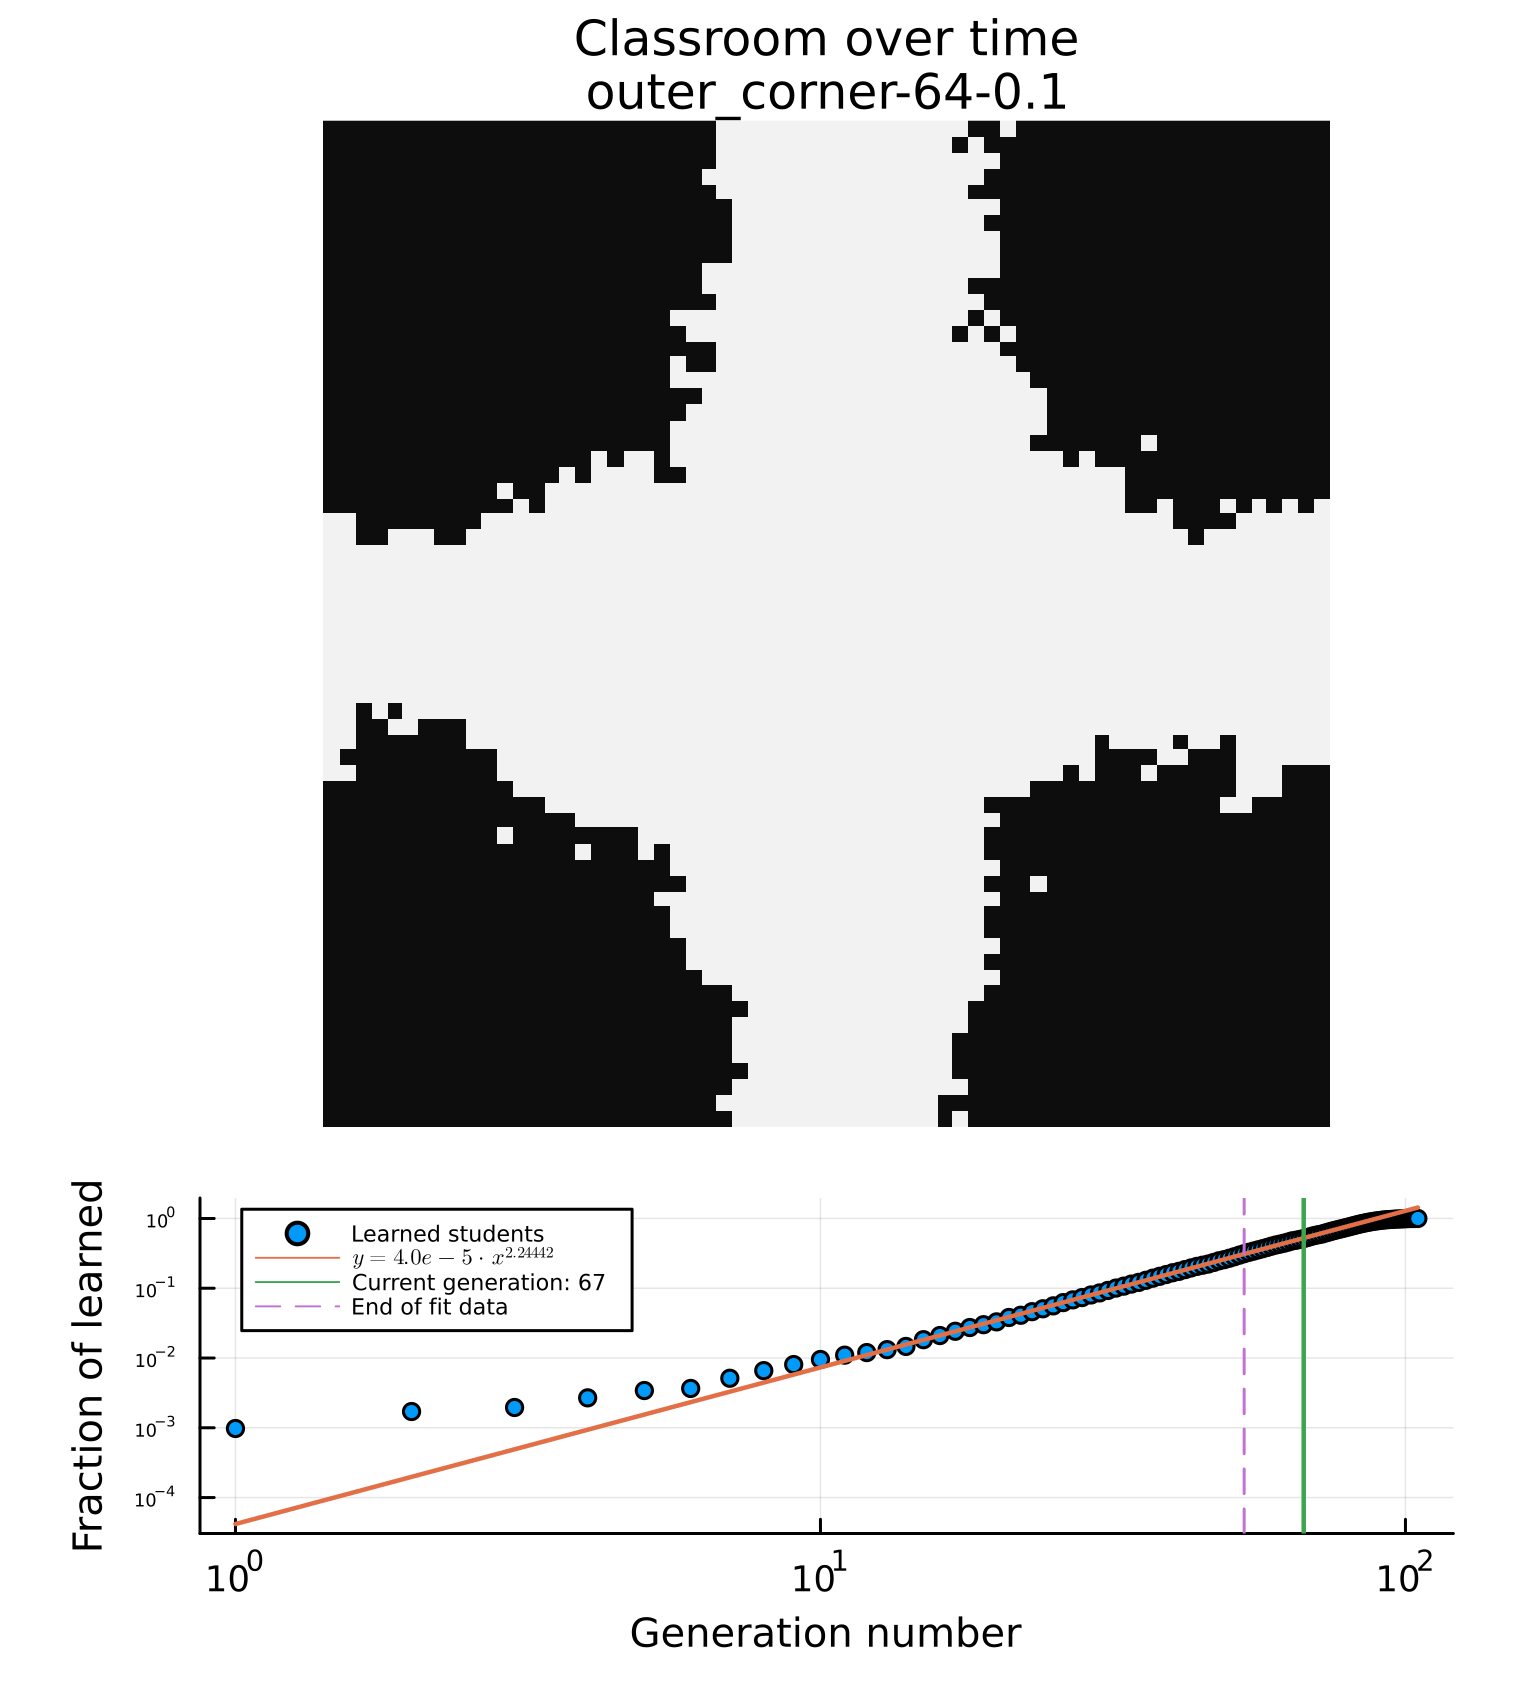 Classroom over time
outer_corner-64-0.1
Fraction of learned
10^0
10^-1
10^-2
10^-3
10^-4
Learned students
y = 4.0e − 5 · x^2.24442
Current generation: 67
End of fit data
10^0 10^1 10^2
Generation number